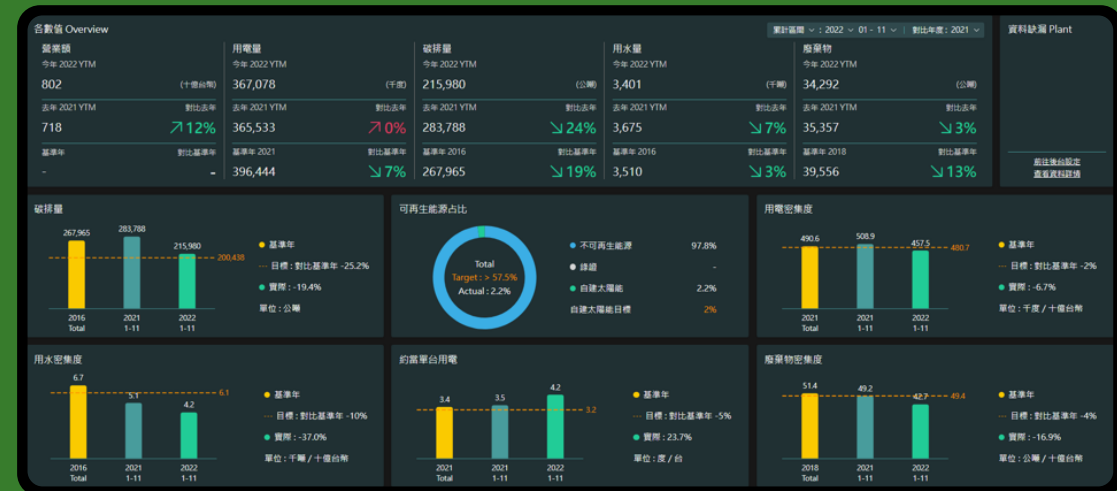 各數值 Overview
累計區間 : 2022 01 - 11 | 對比年度 : 2021
資料缺漏 Plant
營業額
今年 2022 YTM
802 (十億台幣)
去年 2021 YTM 對比去年
718 12%
基準年 對比基準年
- -
用電量
今年 2022 YTM
367,078 (千度)
去年 2021 YTM 對比去年
365,533 0%
基準年 2021 對比基準年
396,444 7%
碳排量
今年 2022 YTM
215,980 (公噸)
去年 2021 YTM 對比去年
283,788 24%
基準年 2016 對比基準年
267,965 19%
用水量
今年 2022 YTM
3,401 (千噸)
去年 2021 YTM 對比去年
3,675 7%
基準年 2016 對比基準年
3,510 3%
廢棄物
今年 2022 YTM
34,292 (公噸)
去年 2021 YTM 對比去年
35,357 3%
基準年 2018 對比基準年
39,556 13%
前往後台設定
查看資料詳情
碳排量
267,965
283,788
215,980
200,438
2016 2021 2022
Total 1-11 1-11
基準年
目標 : 對比基準年 -25.2%
實際 : -19.4%
單位 : 公噸
可再生能源占比
Total
Target : > 57.5%
Actual : 2.2%
不可再生能源 97.8%
綠證 -
自建太陽能 2.2%
自建太陽能目標 2%
用電密集度
490.6
508.9
457.5
480.7
2021 2021 2022
Total 1-11 1-11
基準年
目標 : 對比基準年 -2%
實際 : -6.7%
單位 : 千度 / 十億台幣
用水密集度
6.7
5.1
4.2
6.1
2016 2021 2022
Total 1-11 1-11
基準年
目標 : 對比基準年 -10%
實際 : -37.0%
單位 : 千噸 / 十億台幣
約當單台用電
3.4
3.5
4.2
3.2
2021 2021 2022
Total 1-11 1-11
基準年
目標 : 對比基準年 -5%
實際 : 23.7%
單位 : 度 / 台
廢棄物密集度
51.4
49.2
42.7
49.4
2018 2021 2022
Total 1-11 1-11
基準年
目標 : 對比基準年 -4%
實際 : -16.9%
單位 : 公噸 / 十億台幣